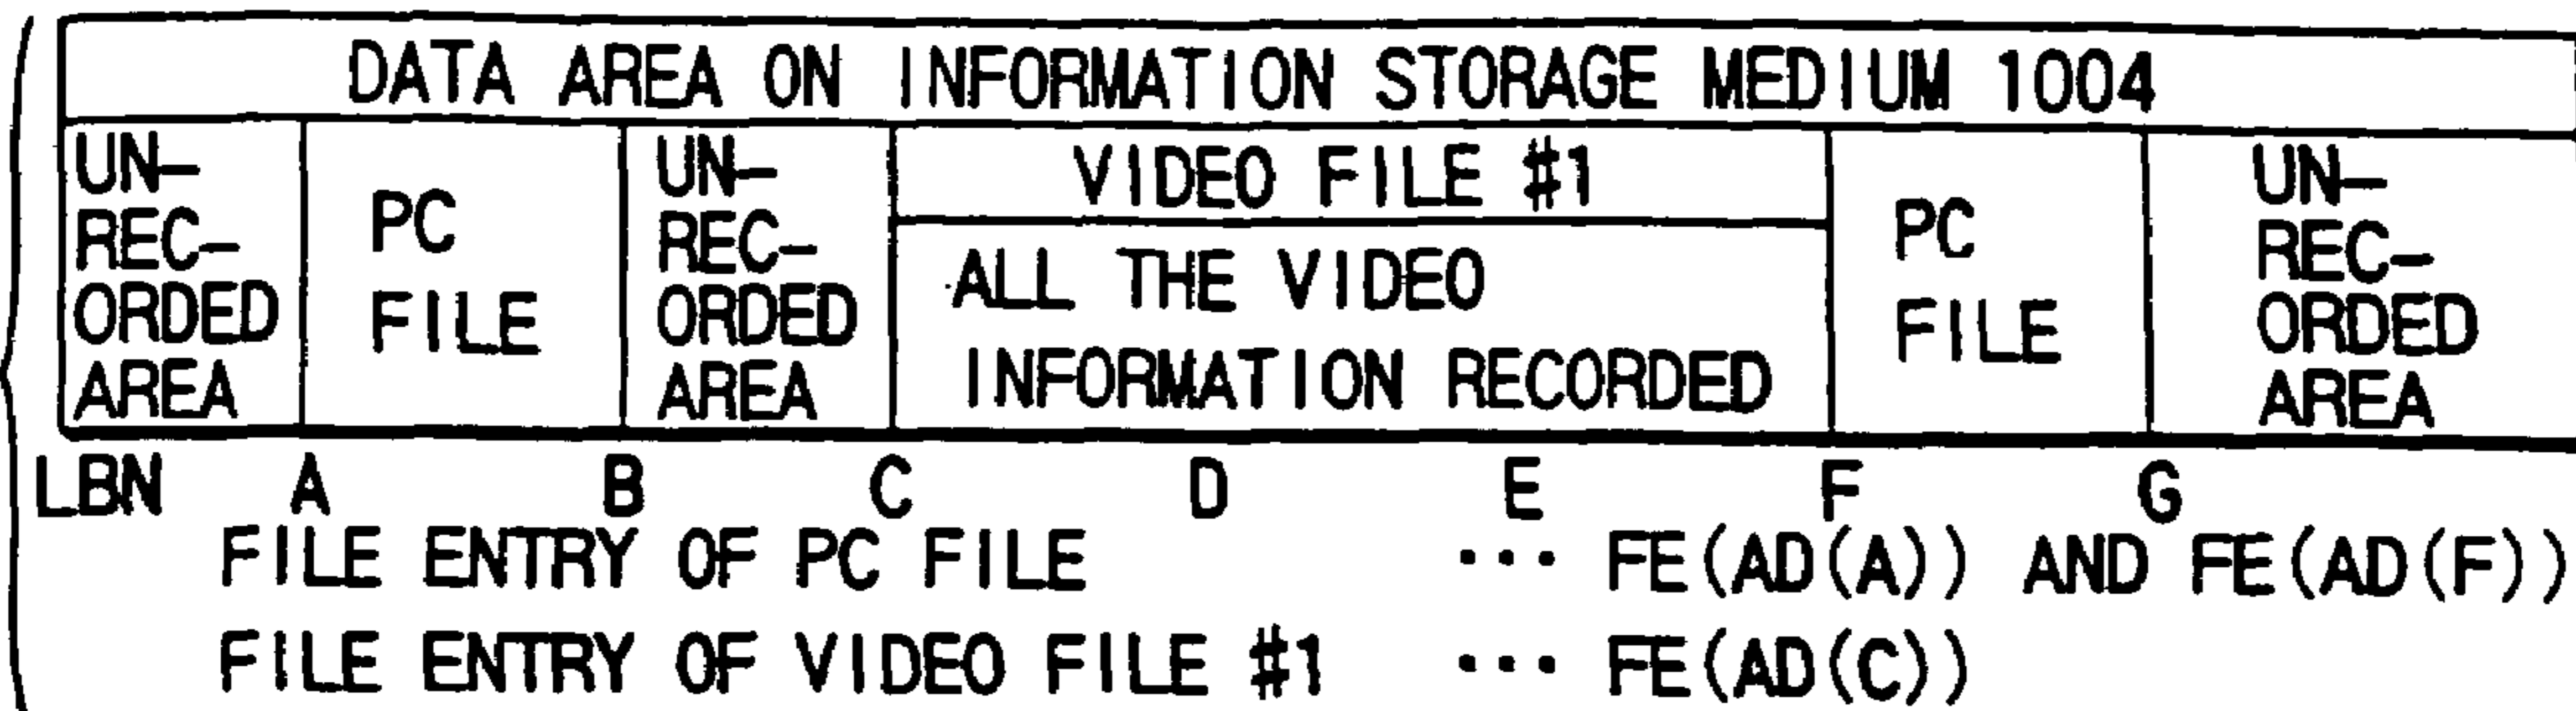 DATA AREA ON INFORMATION STORAGE MEDIUM 1004
UN-
REC-
ORDED
AREA
PC
FILE
UN-
REC-
ORDED
AREA
VIDEO FILE #1
ALL THE VIDEO
INFORMATION RECORDED
PC
FILE
UN-
REC-
ORDED
AREA
LBN A B C D E F G
FILE ENTRY OF PC FILE ... FE(AD(A)) AND FE(AD(F))
FILE ENTRY OF VIDEO FILE #1 ... FE(AD(C))